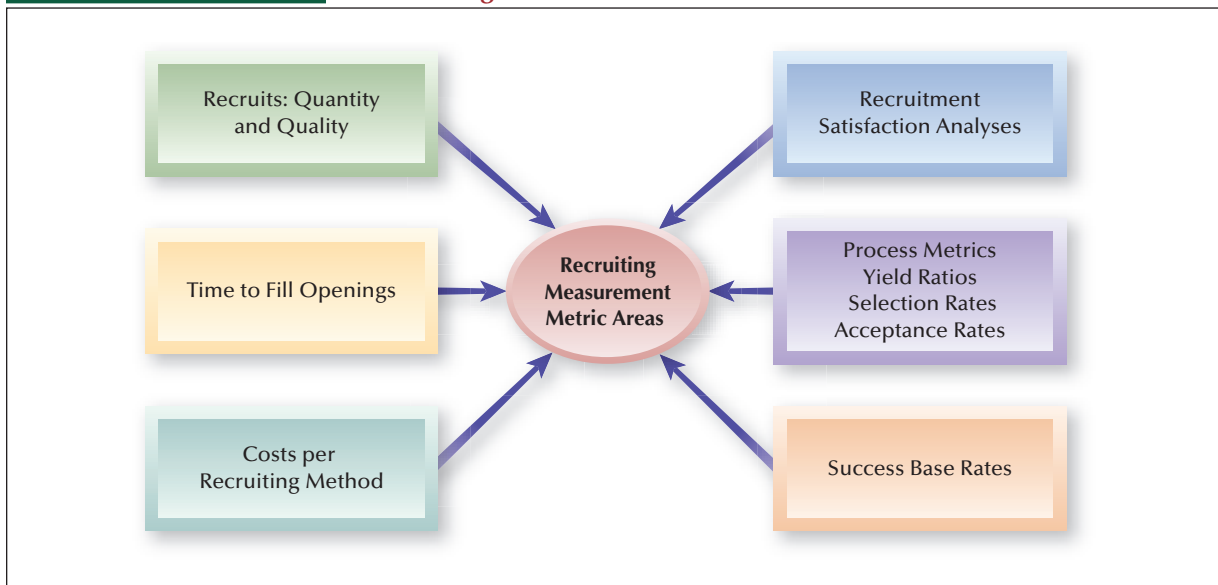 Recruits: Quantity
and Quality
Recruitment
Satisfaction Analyses
Time to Fill Openings
Recruiting
Measurement
Metric Areas
Process Metrics
Yield Ratios
Selection Rates
Acceptance Rates
Costs per
Recruiting Method
Success Base Rates